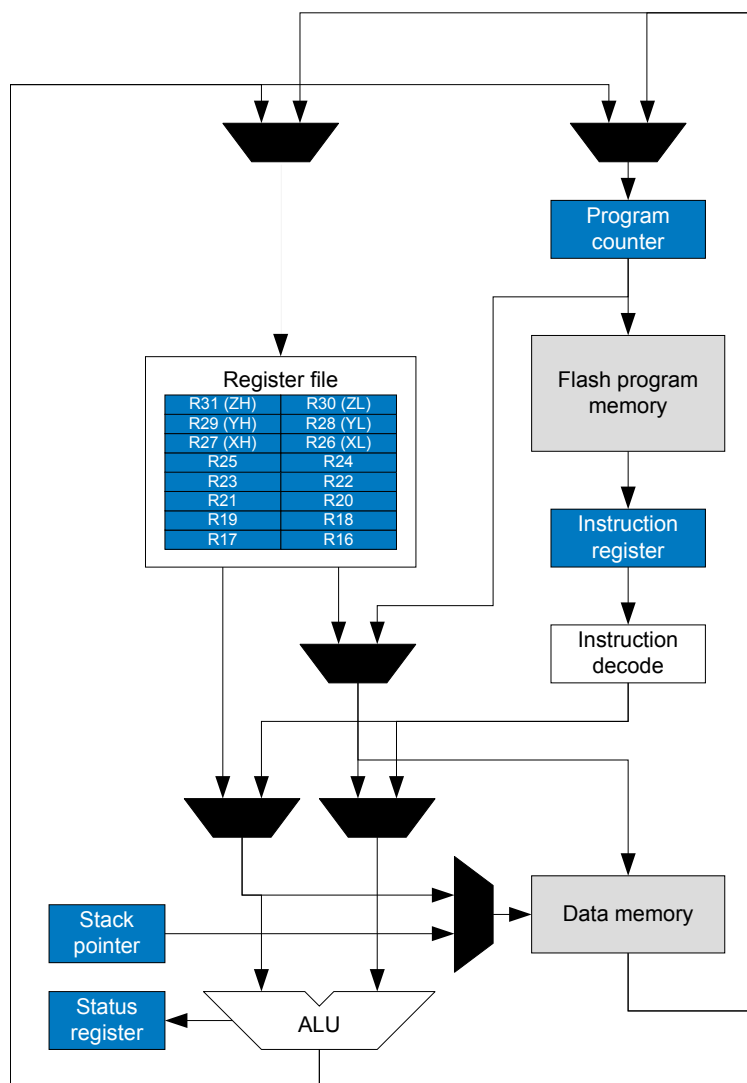 Program
counter
Register file
R31 (ZH) R30 (ZL)
R29 (YH) R28 (YL)
R27 (XH) R26 (XL)
R25 R24
R23 R22
R21 R20
R19 R18
R17 R16
Flash program
memory
Instruction
register
Instruction
decode
Stack
pointer
Data memory
Status
register
ALU